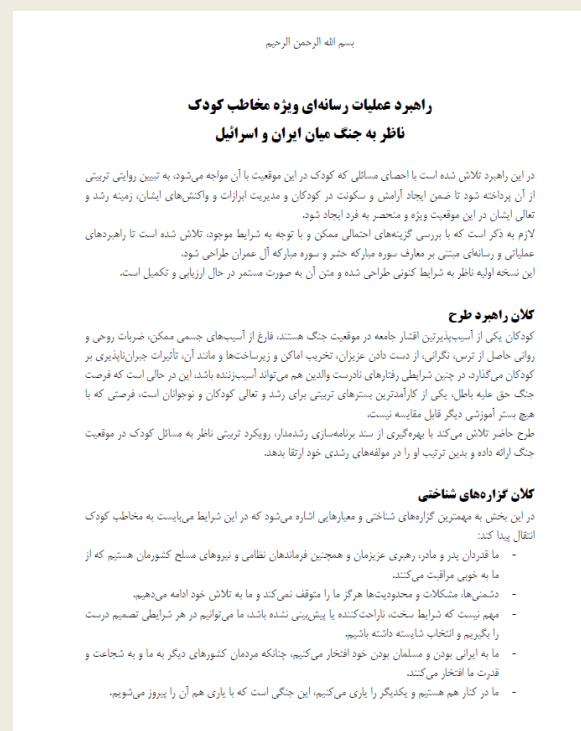 بسم الله الرحمن الرحیم
راهبرد عملیات رسانه‌ای ویژه مخاطب کودک
ناظر به جنگ میان ایران و اسرائیل
در این راهبرد تلاش شده است با احصای مسائلی که کودک در این موقعیت با آن مواجه می‌شود، به تبیین روایتی تربیتی
از آن پرداخته شود تا ضمن ایجاد آرامش و سکونت در کودکان و مدیریت ابرازات و واکنش‌های ایشان، زمینه رشد و
تعالی ایشان در این موقعیت ویژه و منحصر به فرد ایجاد شود.
لازم به ذکر است که با بررسی گزینه‌های احتمالی ممکن و با توجه به شرایط موجود، تلاش شده است تا راهبردهای
عملیاتی و رسانه‌ای مبتنی بر معارف سوره مبارکه حشر و سوره مبارکه آل عمران طراحی شود.
این نسخه اولیه ناظر به شرایط کنونی طراحی شده و متن آن به صورت مستمر در حال ارزیابی و تکمیل است.
کلان راهبرد طرح
کودکان یکی از آسیب‌پذیرترین اقشار جامعه در موقعیت جنگ هستند، فارغ از آسیب‌های جسمی ممکن، ضربات روحی و
روانی حاصل از ترس، نگرانی، از دست دادن عزیزان، تخریب اماکن و زیرساخت‌ها و مانند آن، تأثیرات جبران‌ناپذیری بر
کودکان می‌گذارد. در چنین شرایطی رفتارهای نادرست والدین هم می‌تواند آسیب‌زننده باشد، این در حالی است که فرصت
جنگ حق علیه باطل، یکی از کارآمدترین بسترهای تربیتی برای رشد و تعالی کودکان و نوجوانان است، فرصتی که با
هیچ بستر آموزشی دیگر قابل مقایسه نیست.
طرح حاضر تلاش می‌کند با بهره‌گیری از سند برنامه‌سازی رشدمدار، رویکرد تربیتی ناظر به مسائل کودک در موقعیت
جنگ ارائه داده و بدین ترتیب او را در مولفه‌های رشدی خود ارتقا بدهد.
کلان گزاره‌های شناختی
در این بخش به مهمترین گزاره‌های شناختی و معیارهایی اشاره می‌شود که در این شرایط می‌بایست به مخاطب کودک
انتقال پیدا کند:
- ما قدردان پدر و مادر، رهبری عزیزمان و همچنین فرماندهان نظامی و نیروهای مسلح کشورمان هستیم که از
ما به خوبی مراقبت می‌کنند.
- دشمنی‌ها، مشکلات و محدودیت‌ها هرگز ما را متوقف نمی‌کند و ما به تلاش خود ادامه می‌دهیم.
- مهم نیست که شرایط سخت، ناراحت‌کننده یا پیش‌بینی نشده باشد، ما می‌توانیم در هر شرایطی تصمیم درست
را بگیریم و انتخاب شایسته داشته باشیم.
- ما به ایرانی بودن و مسلمان بودن خود افتخار می‌کنیم، چنانکه مردمان کشورهای دیگر به ما و به شجاعت و
قدرت ما افتخار می‌کنند.
- ما در کنار هم هستیم و یکدیگر را یاری می‌کنیم، این جنگی است که با یاری هم آن را پیروز می‌شویم.